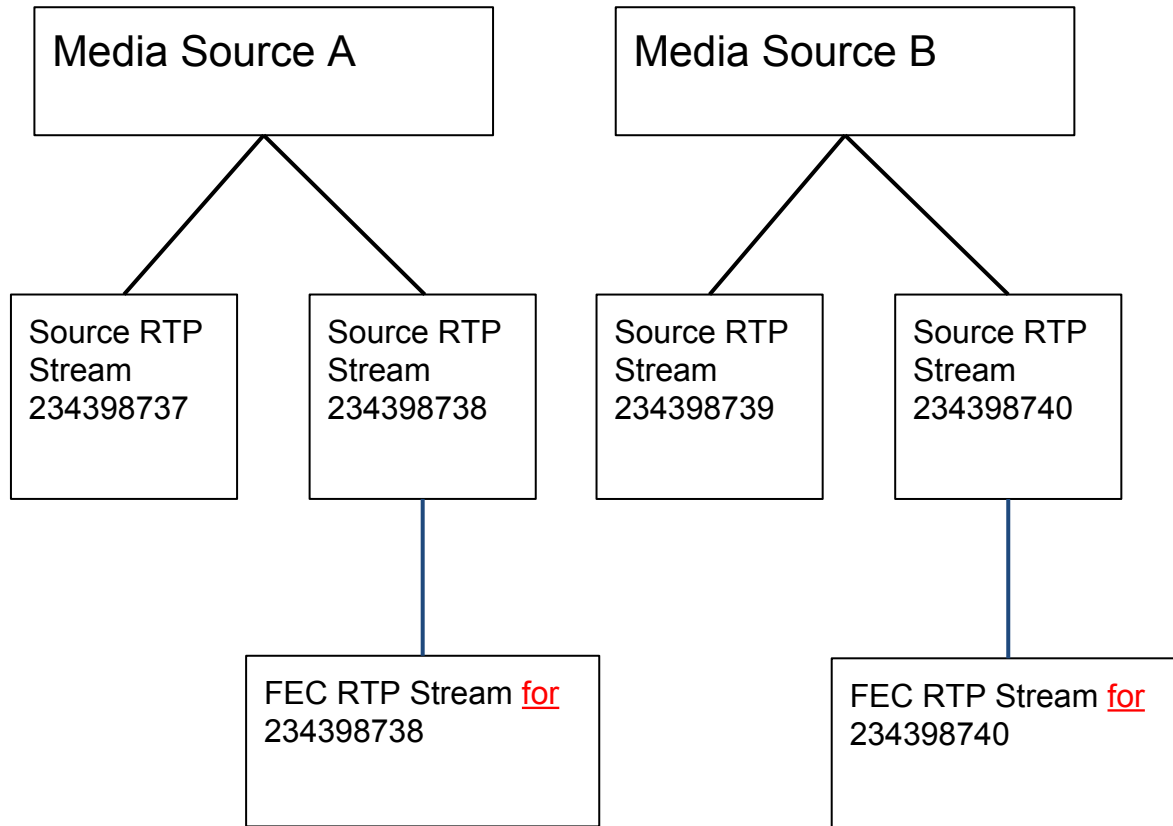 Media Source A
Media Source B
Source RTP
Stream
234398737
Source RTP
Stream
234398738
Source RTP
Stream
234398739
Source RTP
Stream
234398740
FEC RTP Stream for
234398738
FEC RTP Stream for
234398740